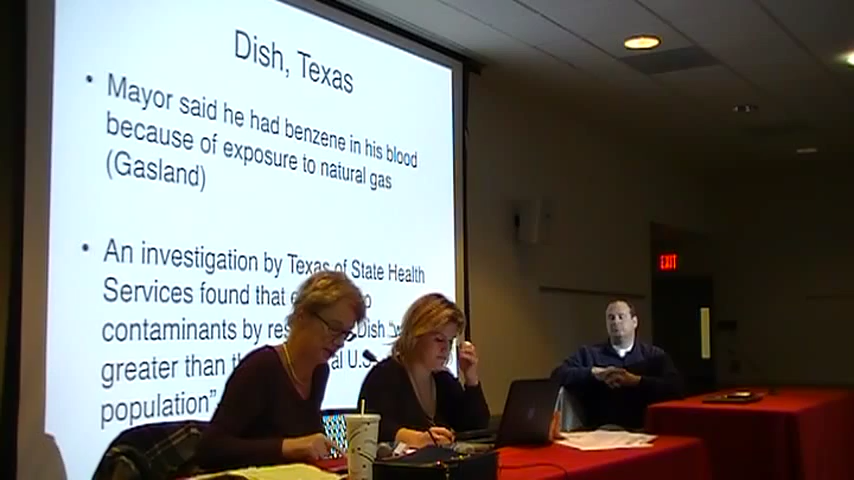 Dish, Texas
• Mayor said he had benzene in his blood
because of exposure to natural gas
(Gasland)
• An investigation by Texas of State Health
Services found that
contaminants by Dish
greater than U.S.
population"
EXIT